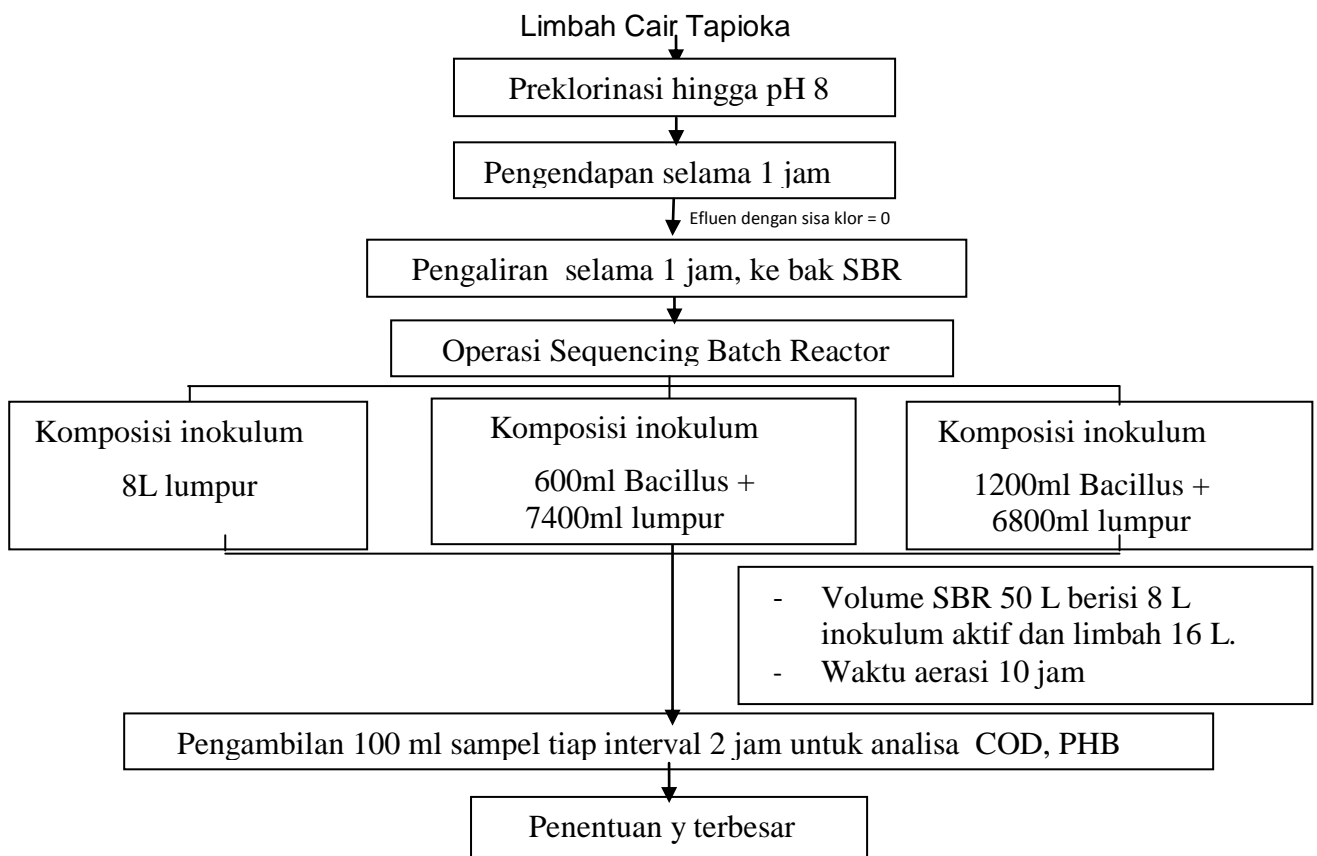 Limbah Cair Tapioka
Preklorinasi hingga pH 8
Pengendapan selama 1 jam
Efluen dengan sisa klor = 0
Pengaliran selama 1 jam, ke bak SBR
Operasi Sequencing Batch Reactor
Komposisi inokulum
8L lumpur
Komposisi inokulum
600ml Bacillus +
7400ml lumpur
Komposisi inokulum
1200ml Bacillus +
6800ml lumpur
- Volume SBR 50 L berisi 8 L
inokulum aktif dan limbah 16 L.
- Waktu aerasi 10 jam
Pengambilan 100 ml sampel tiap interval 2 jam untuk analisa COD, PHB
Penentuan y terbesar